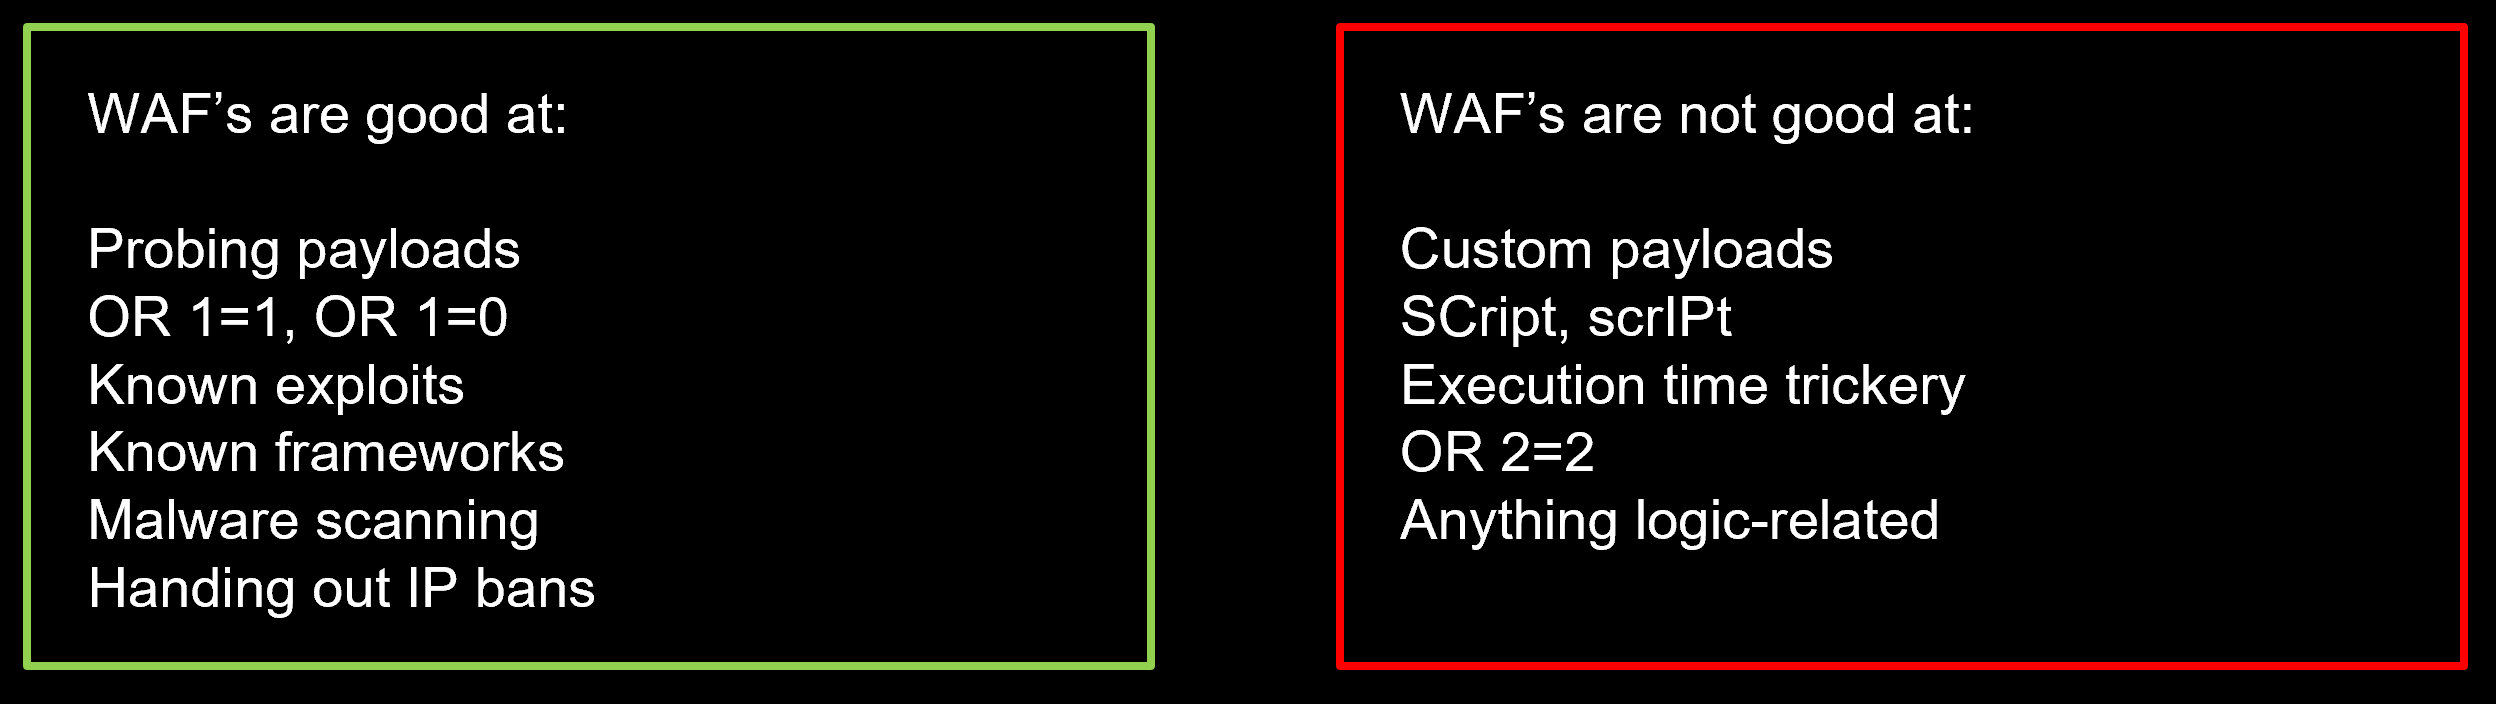 WAF’s are good at:
Probing payloads
OR 1=1, OR 1=0
Known exploits
Known frameworks
Malware scanning
Handing out IP bans
WAF’s are not good at:
Custom payloads
SCript, scrIPt
Execution time trickery
OR 2=2
Anything logic-related